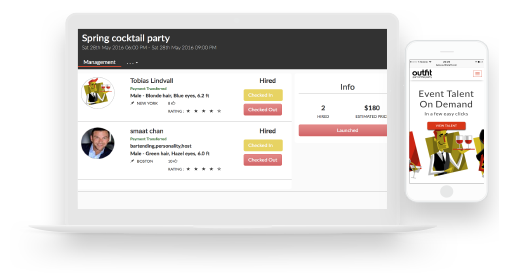 Spring cocktail party
Sat 28th May 2016 06:00 PM - Sat 28th May 2016 09:00 PM
Management ...
Tobias Lindvall
Payment Transferred
Male - Blonde hair, Blue eyes, 6.2 ft
NEW YORK
RATING:
Hired
Checked In
Checked Out
smaat chan
Payment Transferred
bartending,personality,host
Male - Green hair, Hazel eyes, 6.0 ft
BOSTON
RATING:
Hired
Checked In
Checked Out
Info
2 $180
HIRED ESTIMATED PRICE
Launched
outfit
Event Talent
On Demand
In a few easy clicks
VIEW TALENT